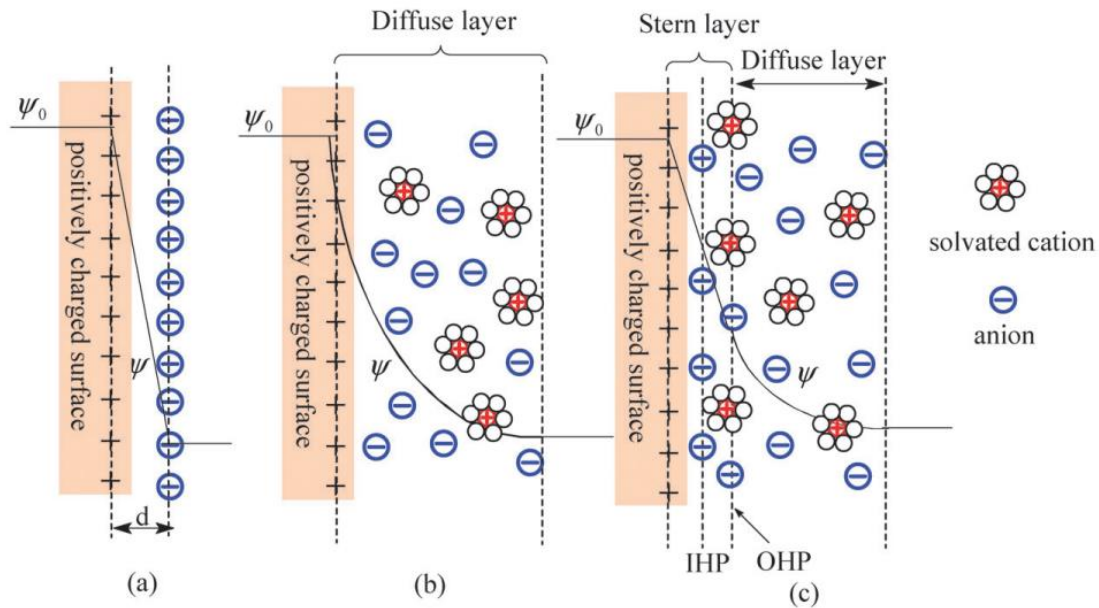 Diffuse layer
Stern layer
Diffuse layer
ψ₀
ψ
positively charged surface
d
(a)
ψ₀
ψ
positively charged surface
(b)
ψ₀
ψ
positively charged surface
IHP
OHP
(c)
solvated cation
anion